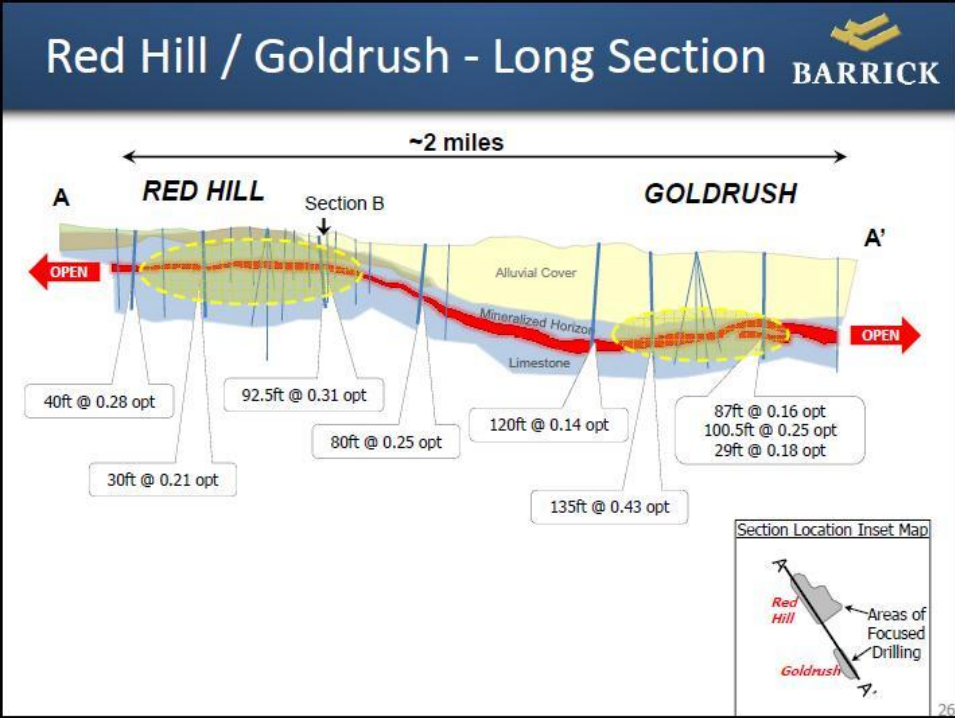 Red Hill / Goldrush - Long Section
BARRICK
~2 miles
A
RED HILL
Section B
GOLDRUSH
A'
OPEN
Alluvial Cover
Mineralized Horizon
Limestone
OPEN
40ft @ 0.28 opt
92.5ft @ 0.31 opt
80ft @ 0.25 opt
120ft @ 0.14 opt
87ft @ 0.16 opt
100.5ft @ 0.25 opt
29ft @ 0.18 opt
30ft @ 0.21 opt
135ft @ 0.43 opt
Section Location Inset Map
A
Red
Hill
Areas of
Focused
Drilling
Goldrush
A'
26